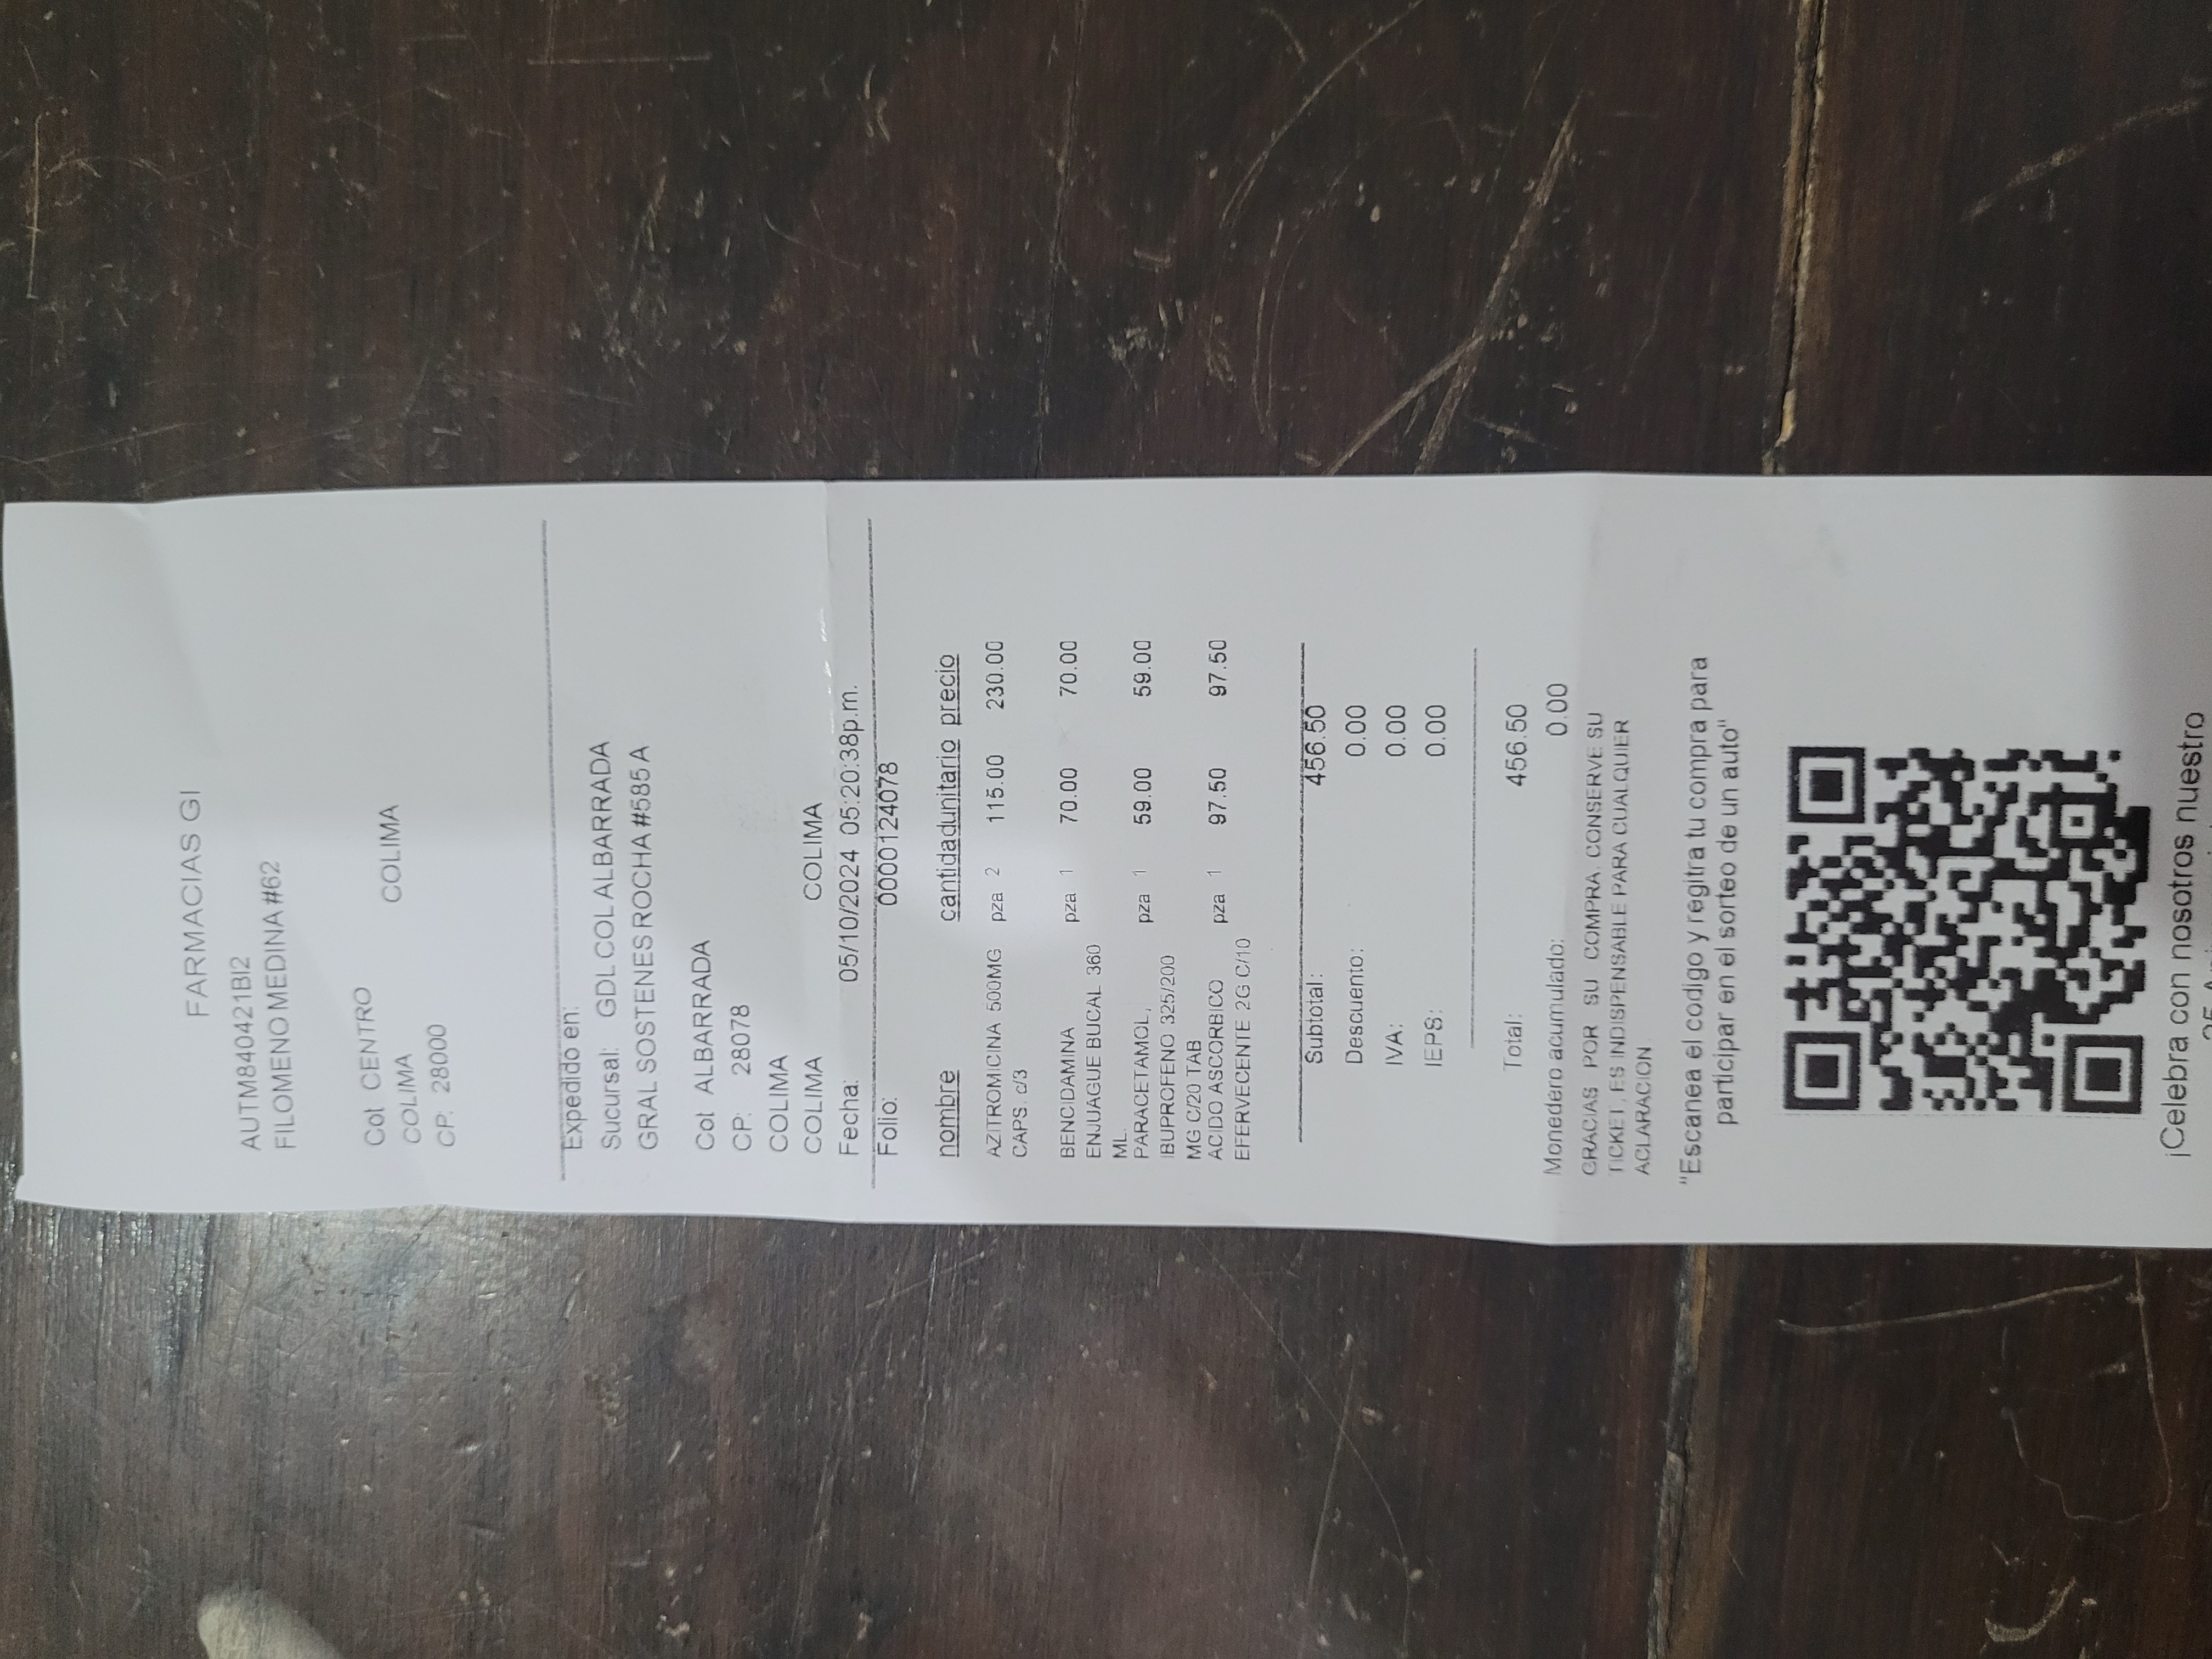 FARMACIAS GI
AUTM840421BI2
FILOMENO MEDINA #62
Col CENTRO
COLIMA COLIMA
CP. 28000
Expedido en:
Sucursal: GDL COL ALBARRADA
GRAL SOSTENES ROCHA #585 A
Col ALBARRADA
CP: 28078
COLIMA
COLIMA COLIMA
Fecha: 05/10/2024 05:20:38p.m.
Folio: 0000124078
nombre cantidadunitario precio
AZITROMICINA 500MG pza 2 115.00 230.00
CAPS. c/3
BENCIDAMINA pza 1 70.00 70.00
ENJUAGUE BUCAL 360
ML.
PARACETAMOL, pza 1 59.00 59.00
IBUPROFENO 325/200
MG C/20 TAB
ACIDO ASCORBICO pza 1 97.50 97.50
EFERVECENTE 2G C/10
Subtotal: 456.50
Descuento: 0.00
IVA: 0.00
IEPS: 0.00
Total: 456.50
Monedero acumulado: 0.00
GRACIAS POR SU COMPRA CONSERVE SU
TICKET, ES INDISPENSABLE PARA CUALQUIER
ACLARACION
"Escanea el codigo y regitra tu compra para
participar en el sorteo de un auto"
¡Celebra con nosotros nuestro